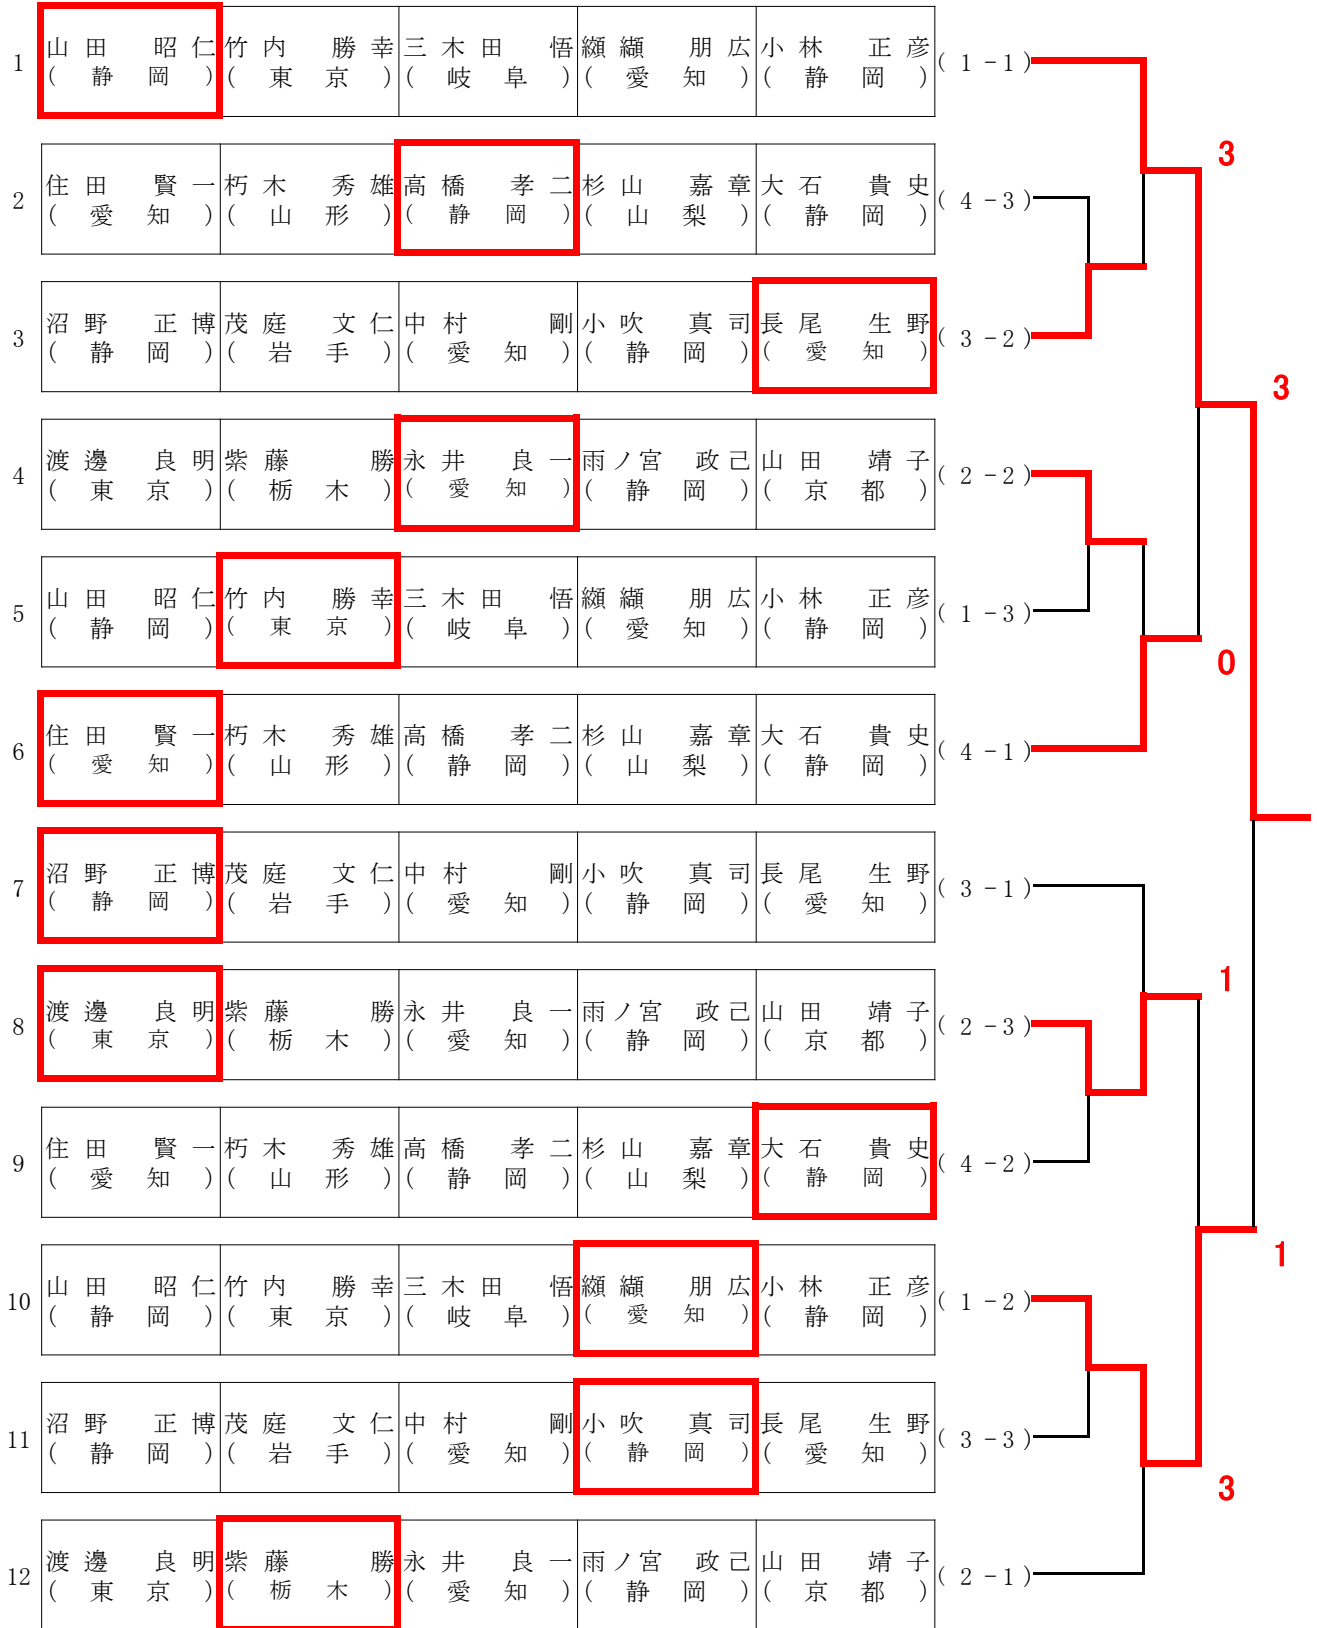 1 山田 昭仁 竹内 勝幸 三木田 悟 纐纈 朋広 小林 正彦 ( 1 -1 )
(静岡) (東京) (岐阜) (愛知) (静岡)
3
2 住田 賢一 朽木 秀雄 高橋 孝二 杉山 嘉章 大石 貴史 ( 4 -3 )
(愛知) (山形) (静岡) (山梨) (静岡)
3 沼野 正博 茂庭 文仁 中村 剛 小吹 真司 長尾 生野 ( 3 -2 )
(静岡) (岩手) (愛知) (静岡) (愛知)
3
4 渡邊 良明 紫藤 勝 永井 良一 雨ノ宮 政己 山田 靖子 ( 2 -2 )
(東京) (栃木) (愛知) (静岡) (京都)
5 山田 昭仁 竹内 勝幸 三木田 悟 纐纈 朋広 小林 正彦 ( 1 -3 )
(静岡) (東京) (岐阜) (愛知) (静岡)
0
6 住田 賢一 朽木 秀雄 高橋 孝二 杉山 嘉章 大石 貴史 ( 4 -1 )
(愛知) (山形) (静岡) (山梨) (静岡)
7 沼野 正博 茂庭 文仁 中村 剛 小吹 真司 長尾 生野 ( 3 -1 )
(静岡) (岩手) (愛知) (静岡) (愛知)
1
8 渡邊 良明 紫藤 勝 永井 良一 雨ノ宮 政己 山田 靖子 ( 2 -3 )
(東京) (栃木) (愛知) (静岡) (京都)
9 住田 賢一 朽木 秀雄 高橋 孝二 杉山 嘉章 大石 貴史 ( 4 -2 )
(愛知) (山形) (静岡) (山梨) (静岡)
1
10 山田 昭仁 竹内 勝幸 三木田 悟 纐纈 朋広 小林 正彦 ( 1 -2 )
(静岡) (東京) (岐阜) (愛知) (静岡)
11 沼野 正博 茂庭 文仁 中村 剛 小吹 真司 長尾 生野 ( 3 -3 )
(静岡) (岩手) (愛知) (静岡) (愛知)
3
12 渡邊 良明 紫藤 勝 永井 良一 雨ノ宮 政己 山田 靖子 ( 2 -1 )
(東京) (栃木) (愛知) (静岡) (京都)